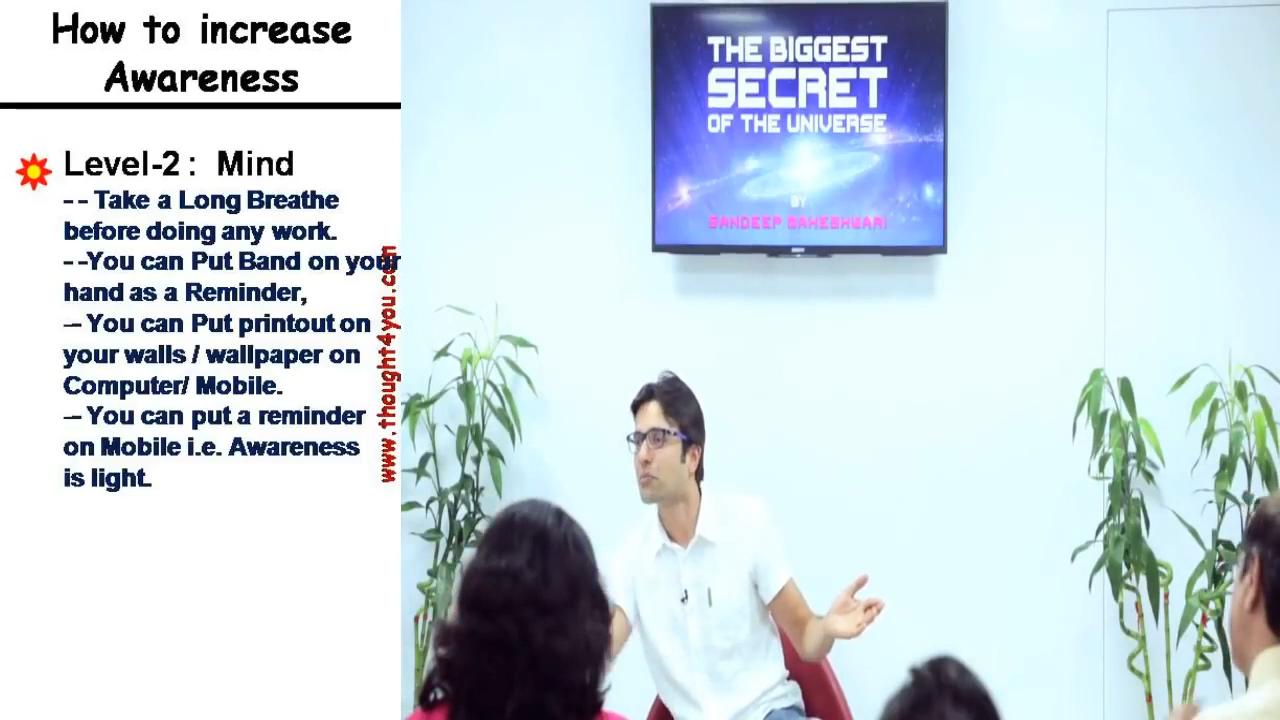 How to increase
Awareness
Level-2 : Mind
-- Take a Long Breathe
before doing any work.
--You can Put Band on your
hand as a Reminder,
– You can Put printout on
your walls / wallpaper on
Computer/ Mobile.
– You can put a reminder
on Mobile i.e. Awareness
is light.
www.thought4you.com
THE BIGGEST
SECRET
OF THE UNIVERSE
BY
SANDEEP MAHESHWARI